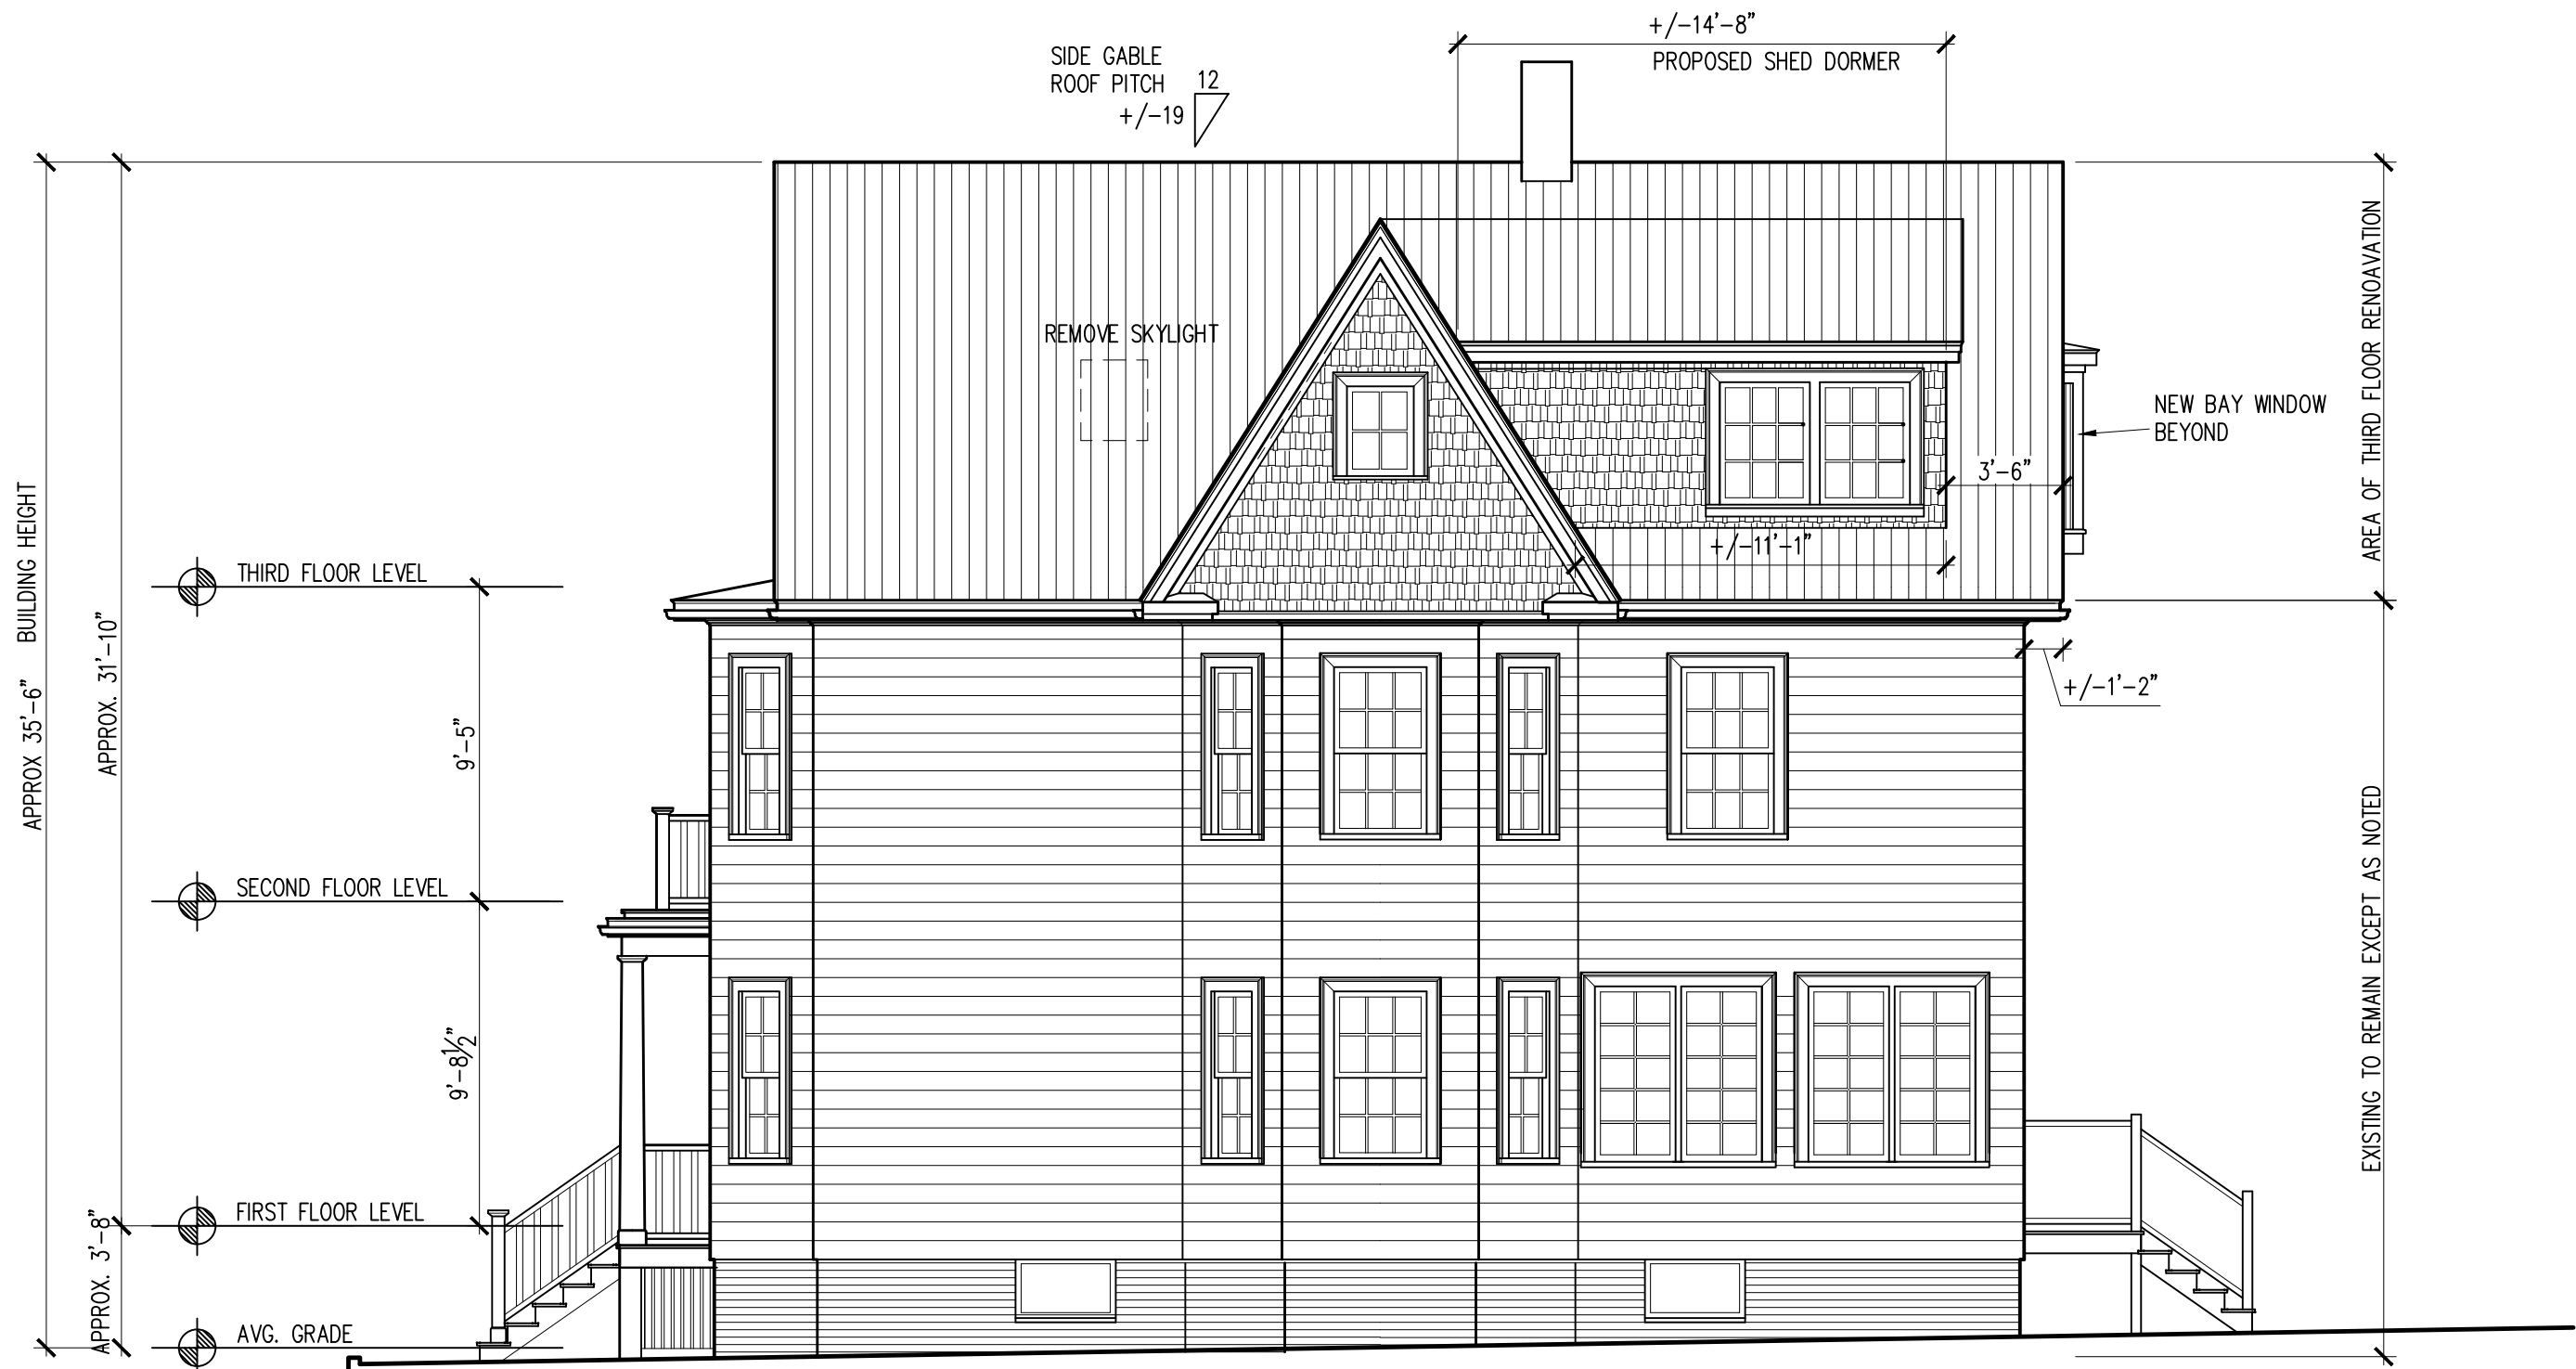 +/-14'-8"
PROPOSED SHED DORMER
SIDE GABLE
ROOF PITCH
12
+/-19
REMOVE SKYLIGHT
NEW BAY WINDOW
BEYOND
3'-6"
+/-11'-1"
AREA OF THIRD FLOOR RENOAVATION
APPROX 35'-6" BUILDING HEIGHT
APPROX. 31'-10"
THIRD FLOOR LEVEL
9'-5"
+/-1'-2"
SECOND FLOOR LEVEL
9'-8½"
EXISTING TO REMAIN EXCEPT AS NOTED
FIRST FLOOR LEVEL
APPROX. 3'-8"
AVG. GRADE